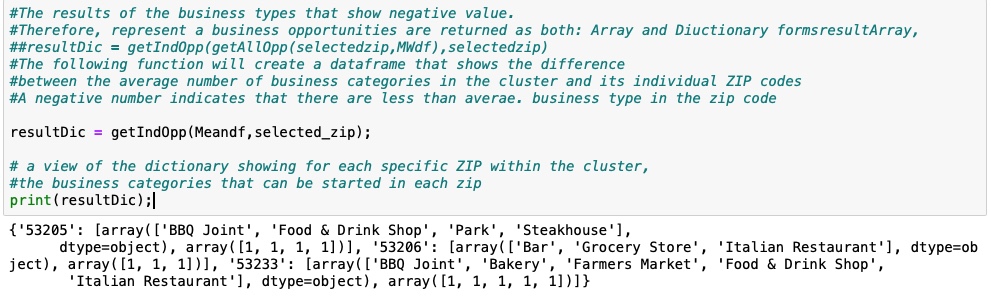 #The results of the business types that show negative value.
#Therefore, represent a business opportunities are returned as both: Array and Diuctionary formsresultArray,
##resultDic = getIndOpp(getAllOpp(selectedzip,MWdf),selectedzip)
#The following function will create a dataframe that shows the difference
#between the average number of business categories in the cluster and its individual ZIP codes
#A negative number indicates that there are less than averae. business type in the zip code
resultDic = getIndOpp(Meandf,selected_zip);
# a view of the dictionary showing for each specific ZIP within the cluster,
#the business categories that can be started in each zip
print(resultDic);
{'53205': [array(['BBQ Joint', 'Food & Drink Shop', 'Park', 'Steakhouse'],
dtype=object), array([1, 1, 1, 1])], '53206': [array(['Bar', 'Grocery Store', 'Italian Restaurant'], dtype=ob
ject), array([1, 1, 1])], '53233': [array(['BBQ Joint', 'Bakery', 'Farmers Market', 'Food & Drink Shop',
'Italian Restaurant'], dtype=object), array([1, 1, 1, 1, 1])]}